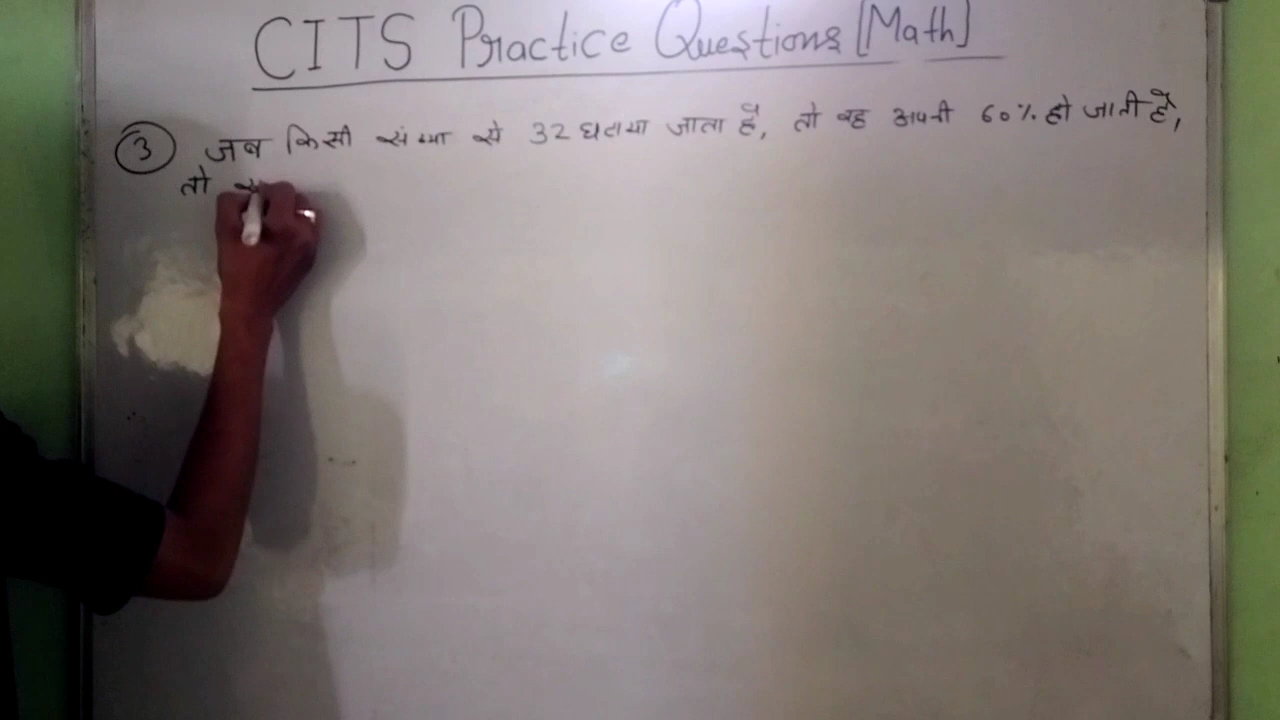 CITS Practice Questions [Math]
3 जब किसी संख्या से 32 घटाया जाता है, तो वह अपनी 60% हो जाती है,
तो